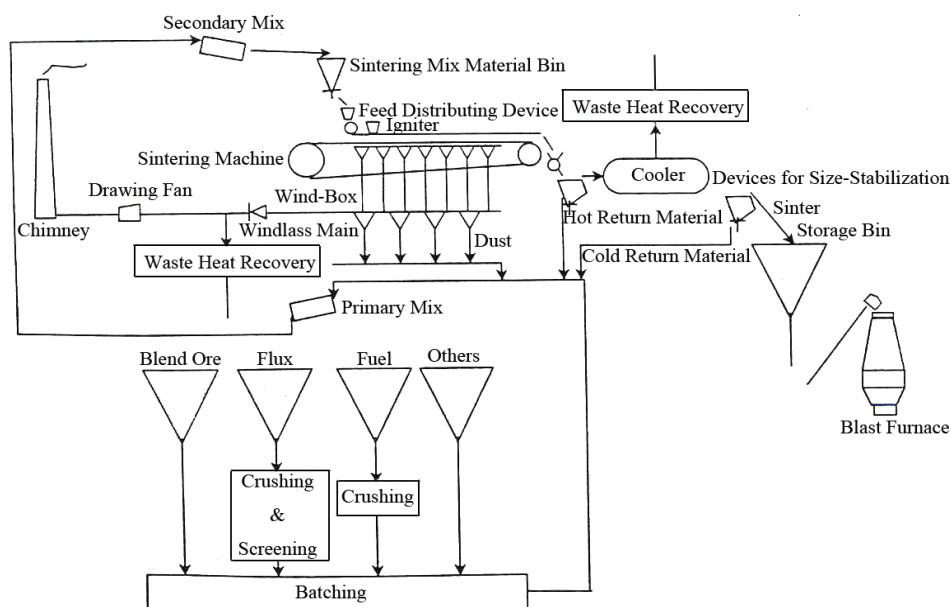 Secondary Mix
Sintering Mix Material Bin
Feed Distributing Device
Igniter
Waste Heat Recovery
Sintering Machine
Cooler
Devices for Size-Stabilization
Drawing Fan
Wind-Box
Sinter
Chimney
Windlass Main
Hot Return Material
Storage Bin
Dust
Waste Heat Recovery
Cold Return Material
Primary Mix
Blend Ore
Flux
Fuel
Others
Blast Furnace
Crushing
&
Screening
Crushing
Batching